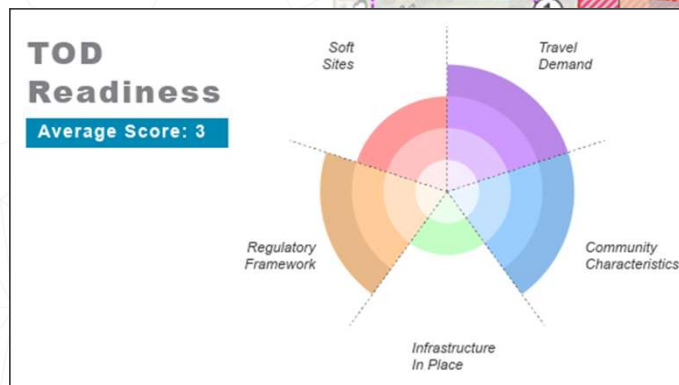 TOD
Readiness
Average Score: 3
Soft
Sites
Travel
Demand
Regulatory
Framework
Community
Characteristics
Infrastructure
In Place